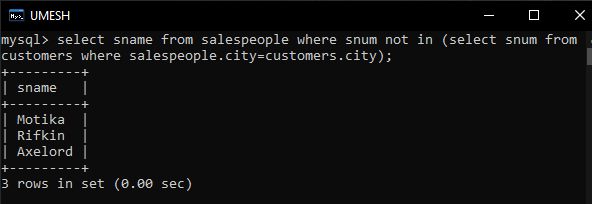 UMESH
mysql> select sname from salespeople where snum not in (select snum from
customers where salespeople.city=customers.city);
+---------+
| sname   |
+---------+
| Motika  |
| Rifkin  |
| Axelord |
+---------+
3 rows in set (0.00 sec)